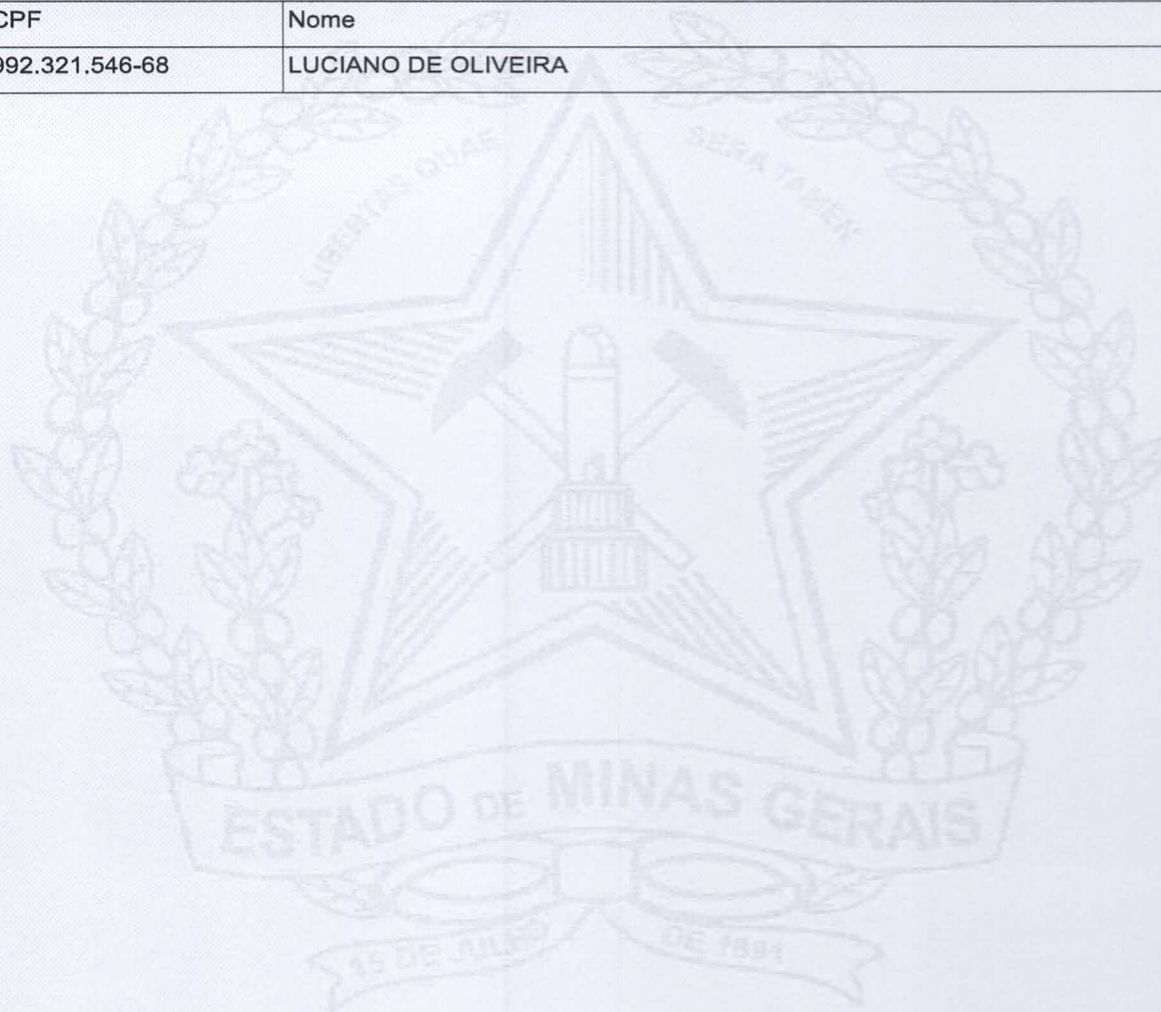 CPF Nome
992.321.546-68 LUCIANO DE OLIVEIRA
LIBERTAS QUAE SERA TAMEN
ESTADO DE MINAS GERAIS
15 DE JULHO DE 1891